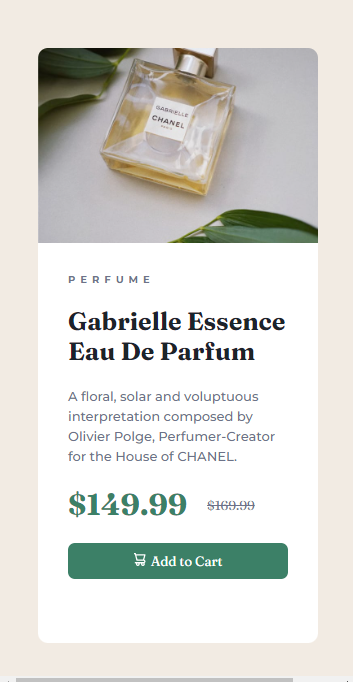 GABRIELLE
CHANEL
PARIS
PERFUME
Gabrielle Essence
Eau De Parfum
A floral, solar and voluptuous
interpretation composed by
Olivier Polge, Perfumer-Creator
for the House of CHANEL.
$149.99 $169.99
Add to Cart